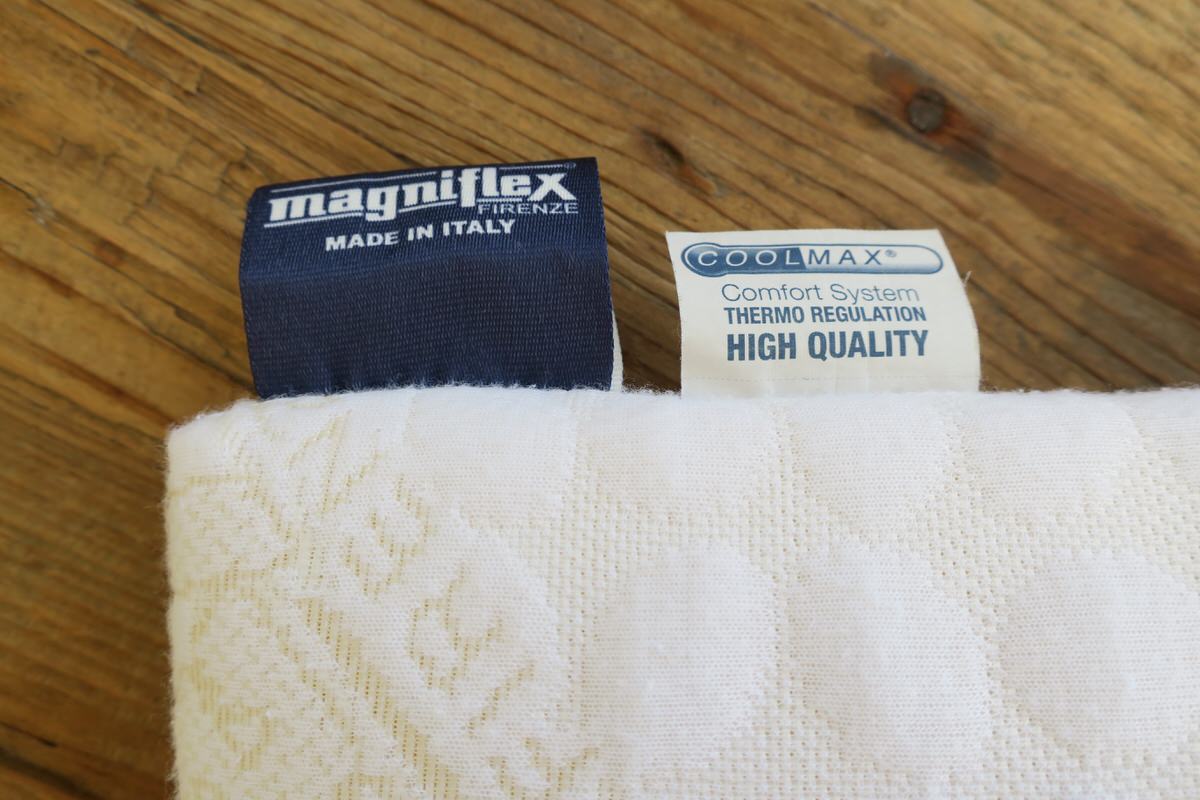 magniflex®
FIRENZE
MADE IN ITALY
COOLMAX®
Comfort System
THERMO REGULATION
HIGH QUALITY